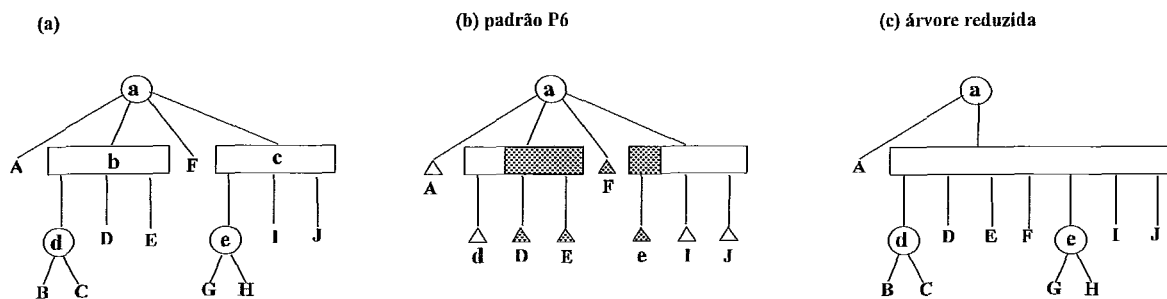 (a) (b) padrão P6 (c) árvore reduzida
a a a
A b F c A F A
d D E e I J d D E e I J d D E F e I J
B C G H B C G H